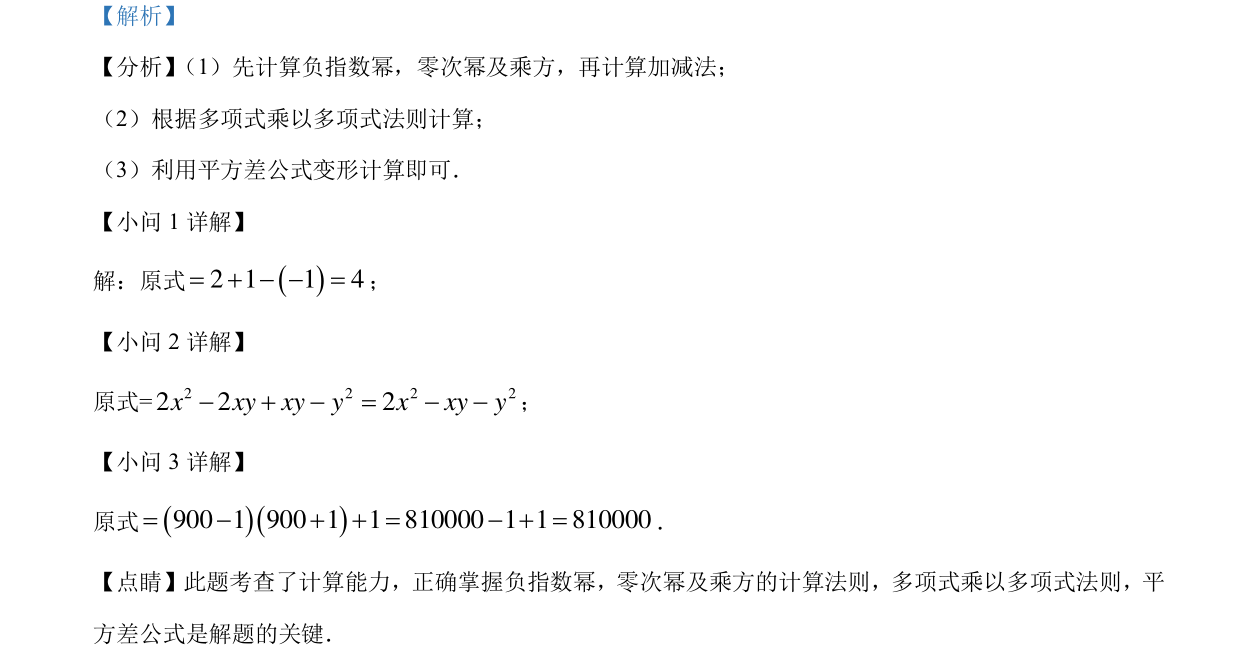 【解析】
【分析】（1）先计算负指数幂，零次幂及乘方，再计算加减法；
（2）根据多项式乘以多项式法则计算；
（3）利用平方差公式变形计算即可．
【小问 1 详解】
解：原式＝2＋1－(－1)＝4；
【小问 2 详解】
原式=2x²－2xy＋xy－y²＝2x²－xy－y²；
【小问 3 详解】
原式＝(900－1)(900＋1)＋1＝810000－1＋1＝810000．
【点睛】此题考查了计算能力，正确掌握负指数幂，零次幂及乘方的计算法则，多项式乘以多项式法则，平
方差公式是解题的关键．